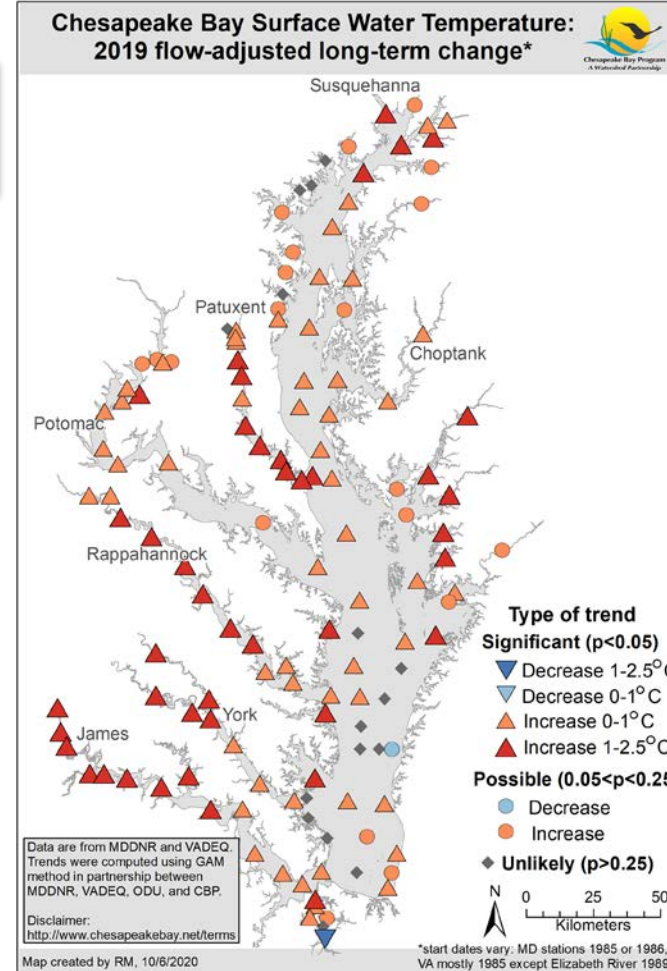 Chesapeake Bay Surface Water Temperature:
2019 flow-adjusted long-term change*
Chesapeake Bay Program
A Watershed Partnership
Susquehanna
Patuxent
Choptank
Potomac
Rappahannock
York
James
Type of trend
Significant (p<0.05)
Decrease 1-2.5°C
Decrease 0-1°C
Increase 0-1°C
Increase 1-2.5°C
Possible (0.05<p<0.25
Decrease
Increase
Unlikely (p>0.25)
N
0 25 50
Kilometers
Data are from MDDNR and VADEQ.
Trends were computed using GAM
method in partnership between
MDDNR, VADEQ, ODU, and CBP.
Disclaimer:
http://www.chesapeakebay.net/terms
Map created by RM, 10/6/2020
*start dates vary: MD stations 1985 or 1986,
VA mostly 1985 except Elizabeth River 1989